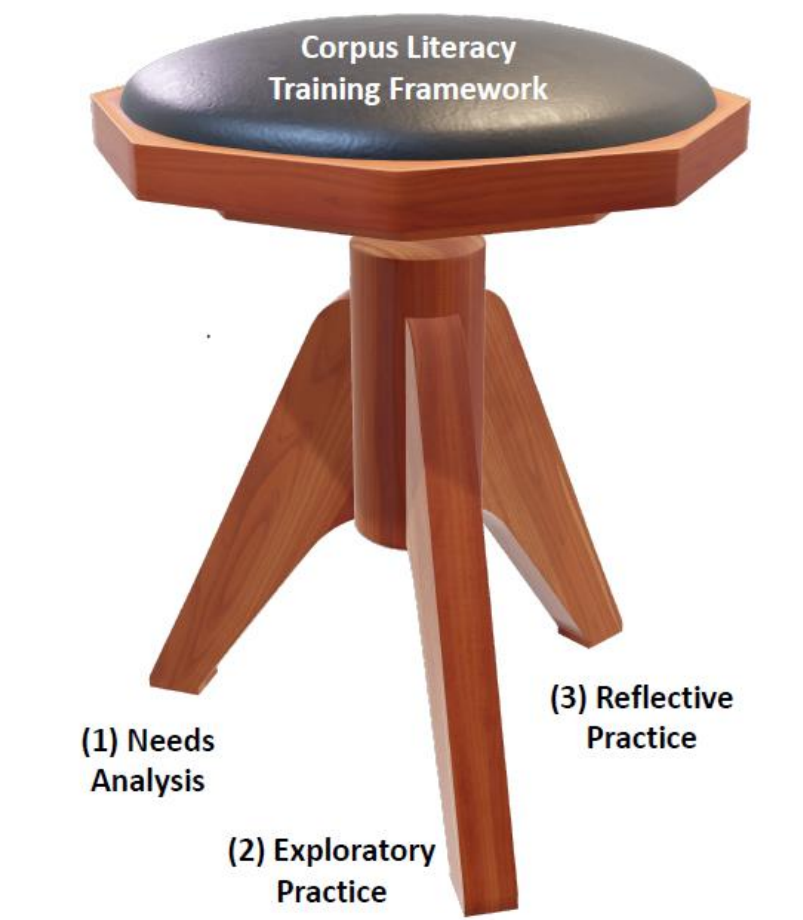 Corpus Literacy
Training Framework
(1) Needs
Analysis
(2) Exploratory
Practice
(3) Reflective
Practice